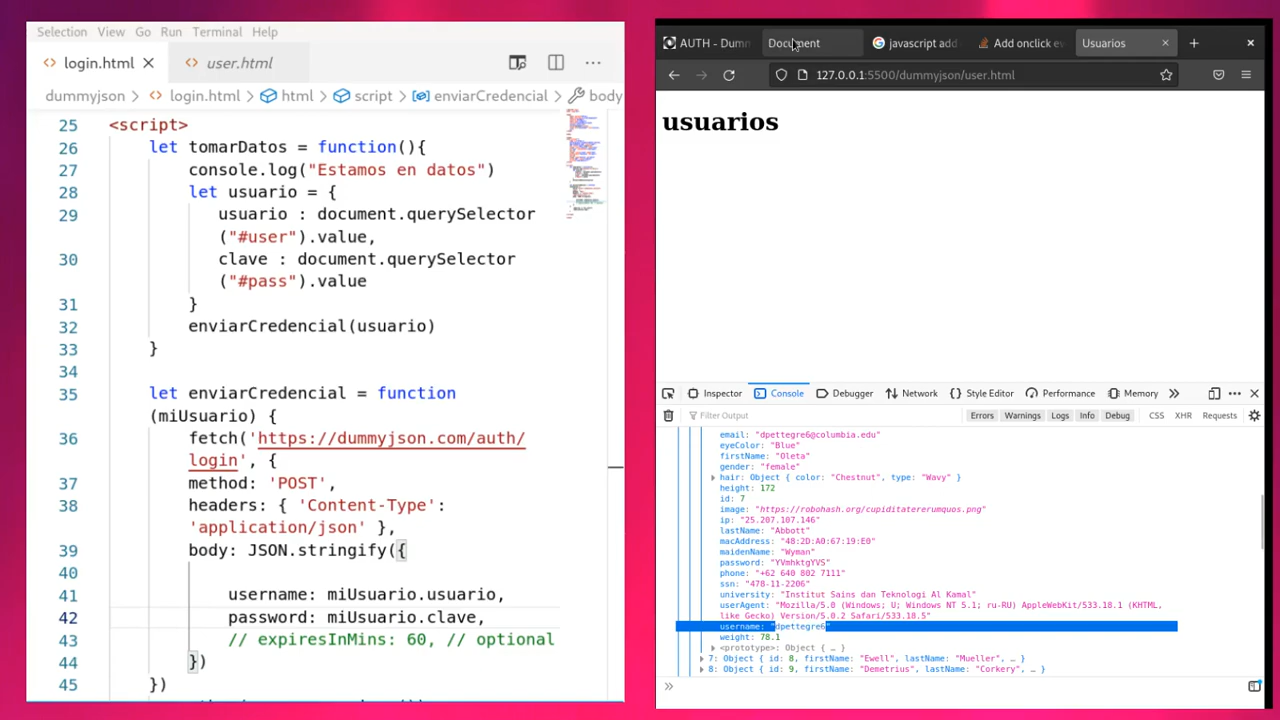 Selection View Go Run Terminal Help
login.html
user.html
dummyjson > login.html > html > script > enviarCredencial > body
25 <script>
26 let tomarDatos = function(){
27 console.log("Estamos en datos")
28 let usuario = {
29 usuario : document.querySelector
("#user").value,
30 clave : document.querySelector
("#pass").value
31 }
32 enviarCredencial(usuario)
33 }
34
35 let enviarCredencial = function
(miUsuario) {
36 fetch('https://dummyjson.com/auth/
login', {
37 method: 'POST',
38 headers: { 'Content-Type':
'application/json' },
39 body: JSON.stringify({
40
41 username: miUsuario.usuario,
42 password: miUsuario.clave,
43 // expiresInMins: 60, // optional
44 })
45 })
AUTH - Dumm
Document
javascript add
Add onclick ev
Usuarios
127.0.0.1:5500/dummyjson/user.html
usuarios
Inspector Console Debugger Network Style Editor Performance Memory
Filter Output
Errors Warnings Logs Info Debug CSS XHR Requests
email: "dpettegre6@columbia.edu"
eyeColor: "Blue"
firstName: "Oleta"
gender: "female"
hair: Object { color: "Chestnut", type: "Wavy" }
height: 172
id: 7
image: "https://robohash.org/cupiditatererumquos.png"
ip: "25.207.107.146"
lastName: "Abbott"
macAddress: "48:2D:A0:67:19:E0"
maidenName: "Wyman"
password: "YVmhktgYVS"
phone: "+62 640 802 7111"
ssn: "478-11-2206"
university: "Institut Sains dan Teknologi Al Kamal"
userAgent: "Mozilla/5.0 (Windows; U; Windows NT 5.1; ru-RU) AppleWebKit/533.18.1 (KHTML,
like Gecko) Version/5.0.2 Safari/533.18.5"
username: "dpettegre6"
weight: 78.1
<prototype>: Object { … }
7: Object { id: 8, firstName: "Ewell", lastName: "Mueller", … }
8: Object { id: 9, firstName: "Demetrius", lastName: "Corkery", … }